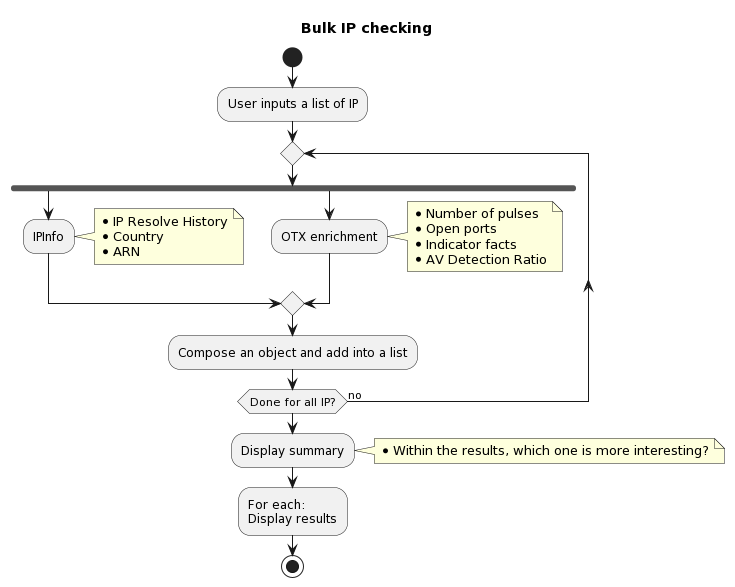 Bulk IP checking
User inputs a list of IP
IPInfo
• IP Resolve History
• Country
• ARN
OTX enrichment
• Number of pulses
• Open ports
• Indicator facts
• AV Detection Ratio
Compose an object and add into a list
Done for all IP?
no
Display summary
• Within the results, which one is more interesting?
For each:
Display results